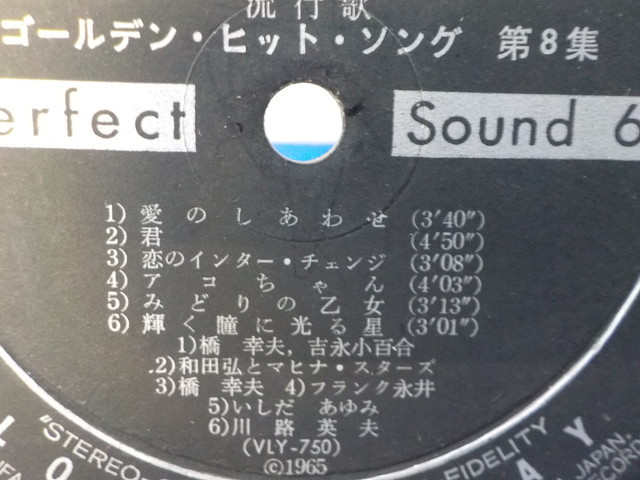 流行歌
ゴールデン・ヒット・ソング 第8集
erfect Sound 6
1) 愛のしあわせ (3'40")
2) 君 (4'50")
3) 恋のインター・チェンジ (3'08")
4) アコちゃん (4'03")
5) みどりの乙女 (3'13")
6) 輝く瞳に光る星 (3'01")
1)橋 幸夫, 吉永小百合
2)和田弘とマヒナ・スターズ
3)橋 幸夫 4)フランク永井
5)いしだ あゆみ
6)川路英夫
(VLY-750)
©1965
"STEREO-
FIDELITY
L O
A Y
JAPAN-
RECORD